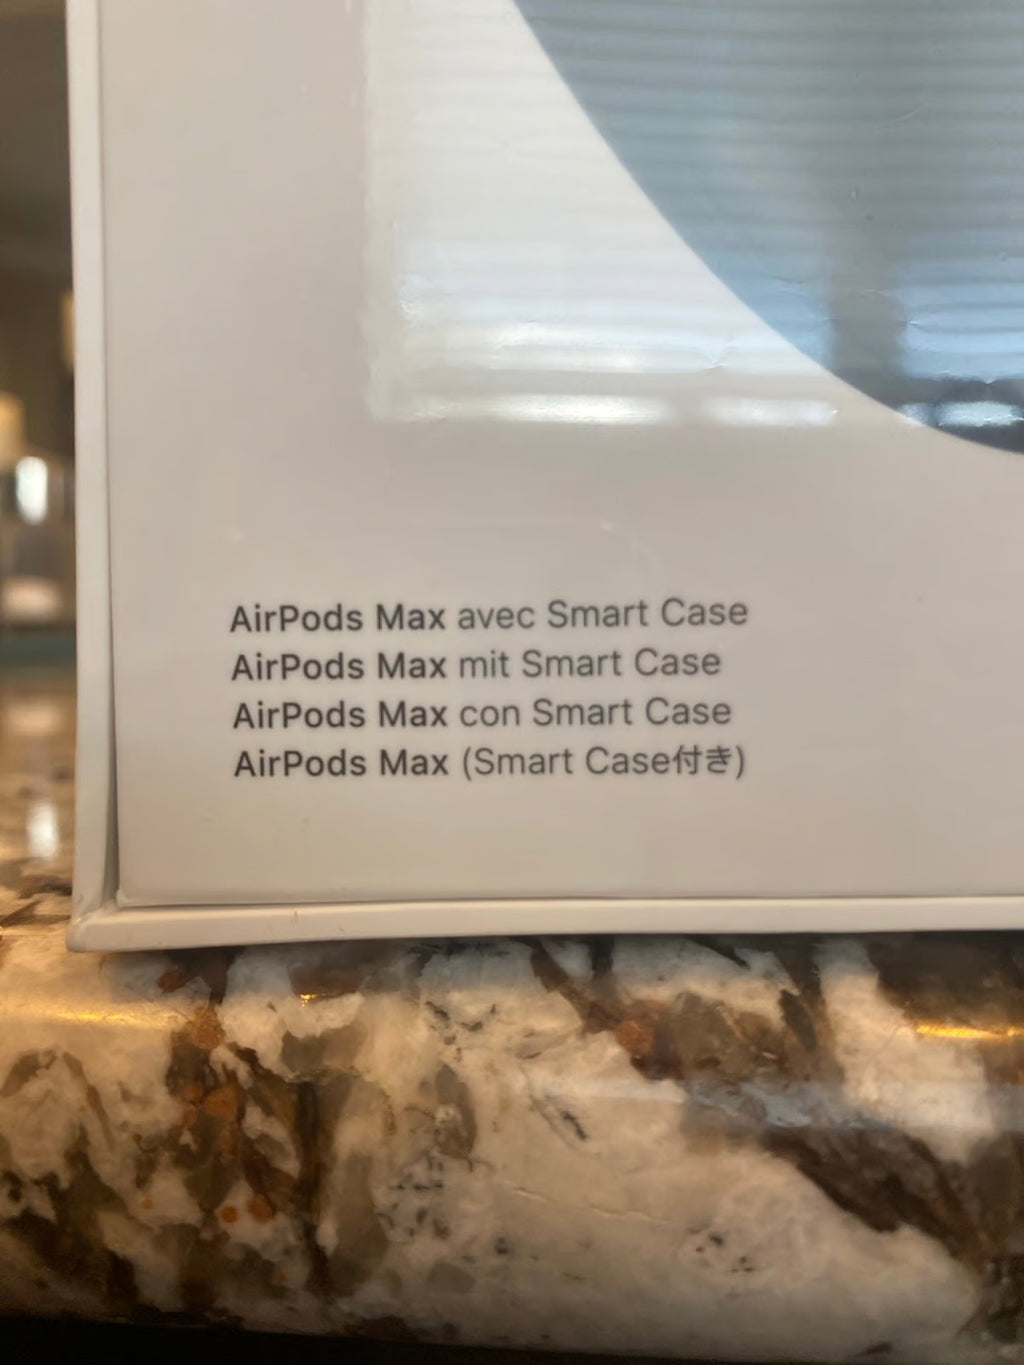 AirPods Max avec Smart Case
AirPods Max mit Smart Case
AirPods Max con Smart Case
AirPods Max (Smart Case付き)